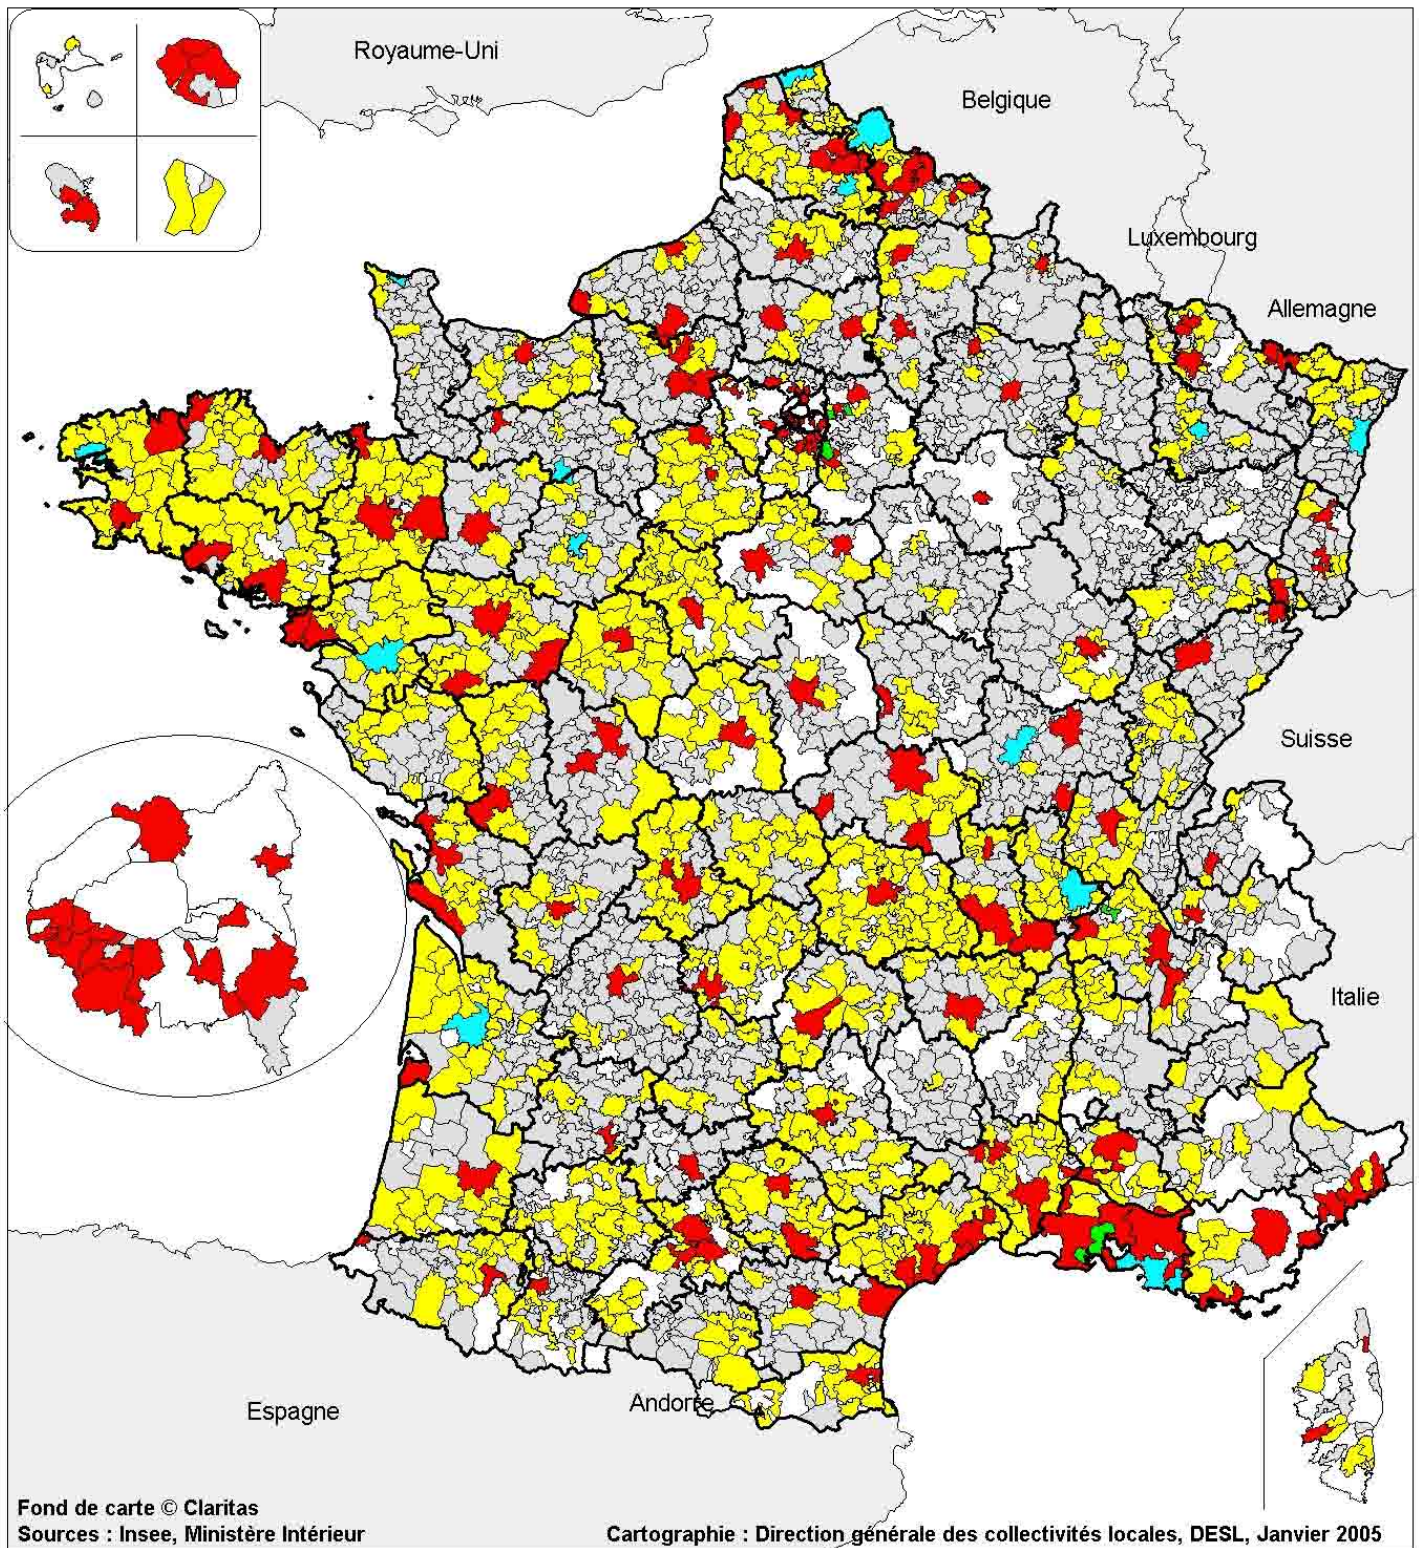 Royaume-Uni
Belgique
Luxembourg
Allemagne
Suisse
Italie
Espagne
Andorre
Fond de carte © Claritas
Sources : Insee, Ministère Intérieur
Cartographie : Direction générale des collectivités locales, DESL, Janvier 2005